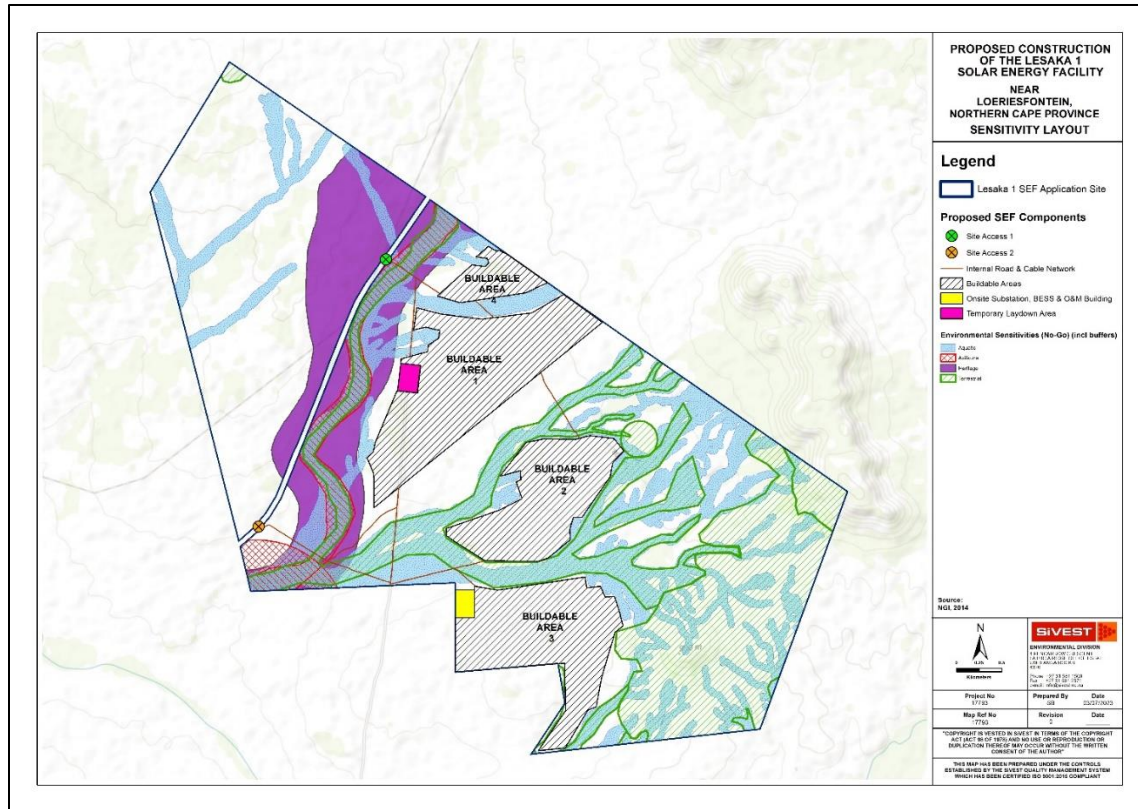 PROPOSED CONSTRUCTION
OF THE LESAKA 1
SOLAR ENERGY FACILITY
NEAR
LOERIESFONTEIN,
NORTHERN CAPE PROVINCE
SENSITIVITY LAYOUT
Legend
Lesaka 1 SEF Application Site
Proposed SEF Components
Site Access 1
Site Access 2
Internal Road & Cable Network
Buildable Areas
Onsite Substation, BESS & O&M Building
Temporary Laydown Area
Environmental Sensitivities (No-Go) (incl buffers)
Aquatic
Avifauna
Heritage
Terrestrial
BUILDABLE
AREA
4
BUILDABLE
AREA
1
BUILDABLE
AREA
2
BUILDABLE
AREA
3
Source:
NGI, 2014
N
Kilometers
SiVEST
ENVIRONMENTAL DIVISION
Project No
17793
Prepared By
Date
Map Ref No
Revision
0
Date
"COPYRIGHT IS VESTED IN SIVEST IN TERMS OF THE COPYRIGHT
ACT (ACT 98 OF 1978) AND NO USE OR REPRODUCTION OR
DUPLICATION THEREOF MAY OCCUR WITHOUT THE WRITTEN
CONSENT OF THE AUTHOR"
THIS MAP HAS BEEN PREPARED UNDER THE CONTROLS
ESTABLISHED BY THE SIVEST QUALITY MANAGEMENT SYSTEM
WHICH HAS BEEN CERTIFIED ISO 9001:2015 COMPLIANT